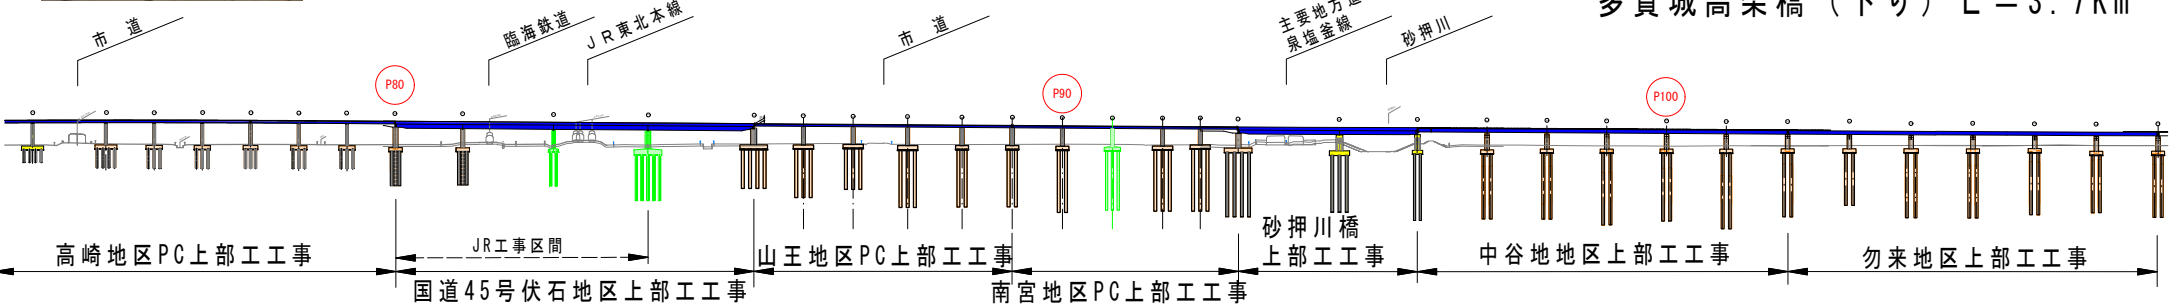 多賀城高架橋（下り）L＝3.7Km
市道
臨海鉄道
JR東北本線
市道
主要地方道
泉塩釜線
砂押川
P80
P90
P100
高崎地区PC上部工工事
JR工事区間
国道45号伏石地区上部工工事
山王地区PC上部工工事
南宮地区PC上部工工事
砂押川橋
上部工工事
中谷地地区上部工工事
勿来地区上部工工事